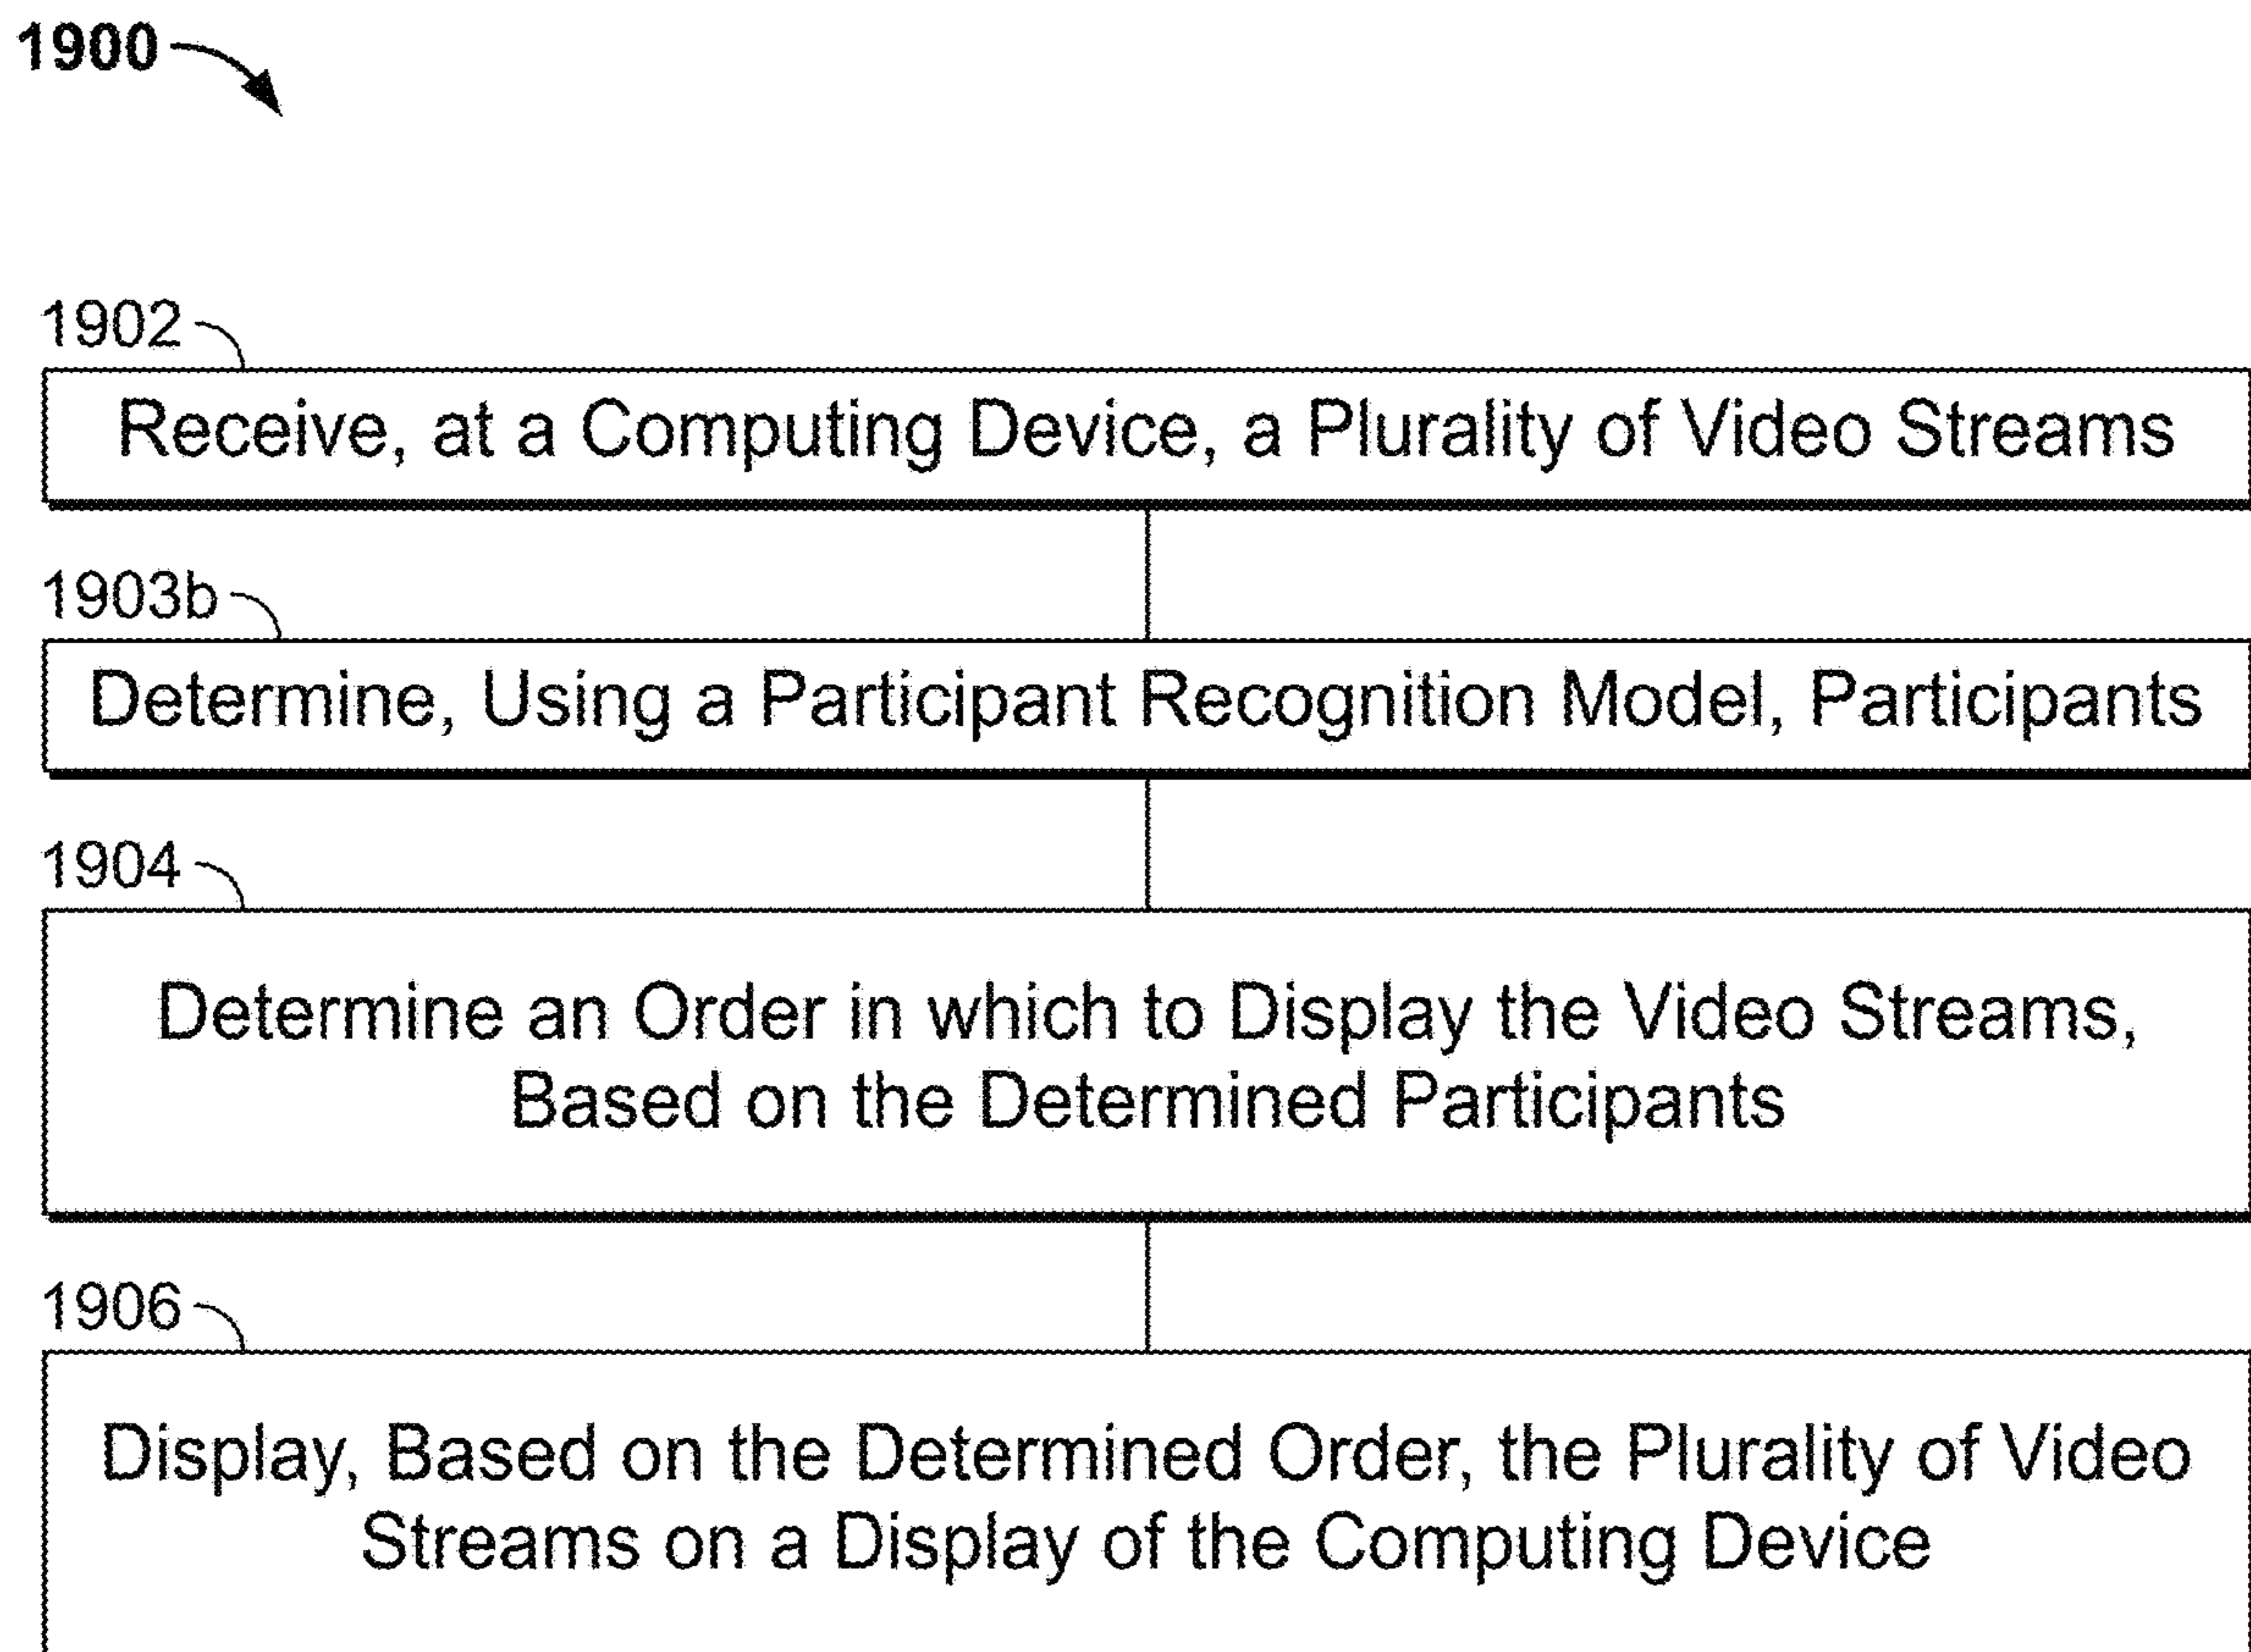 1900
1902
Receive, at a Computing Device, a Plurality of Video Streams
1903b
Determine, Using a Participant Recognition Model, Participants
1904
Determine an Order in which to Display the Video Streams,
Based on the Determined Participants
1906
Display, Based on the Determined Order, the Plurality of Video
Streams on a Display of the Computing Device